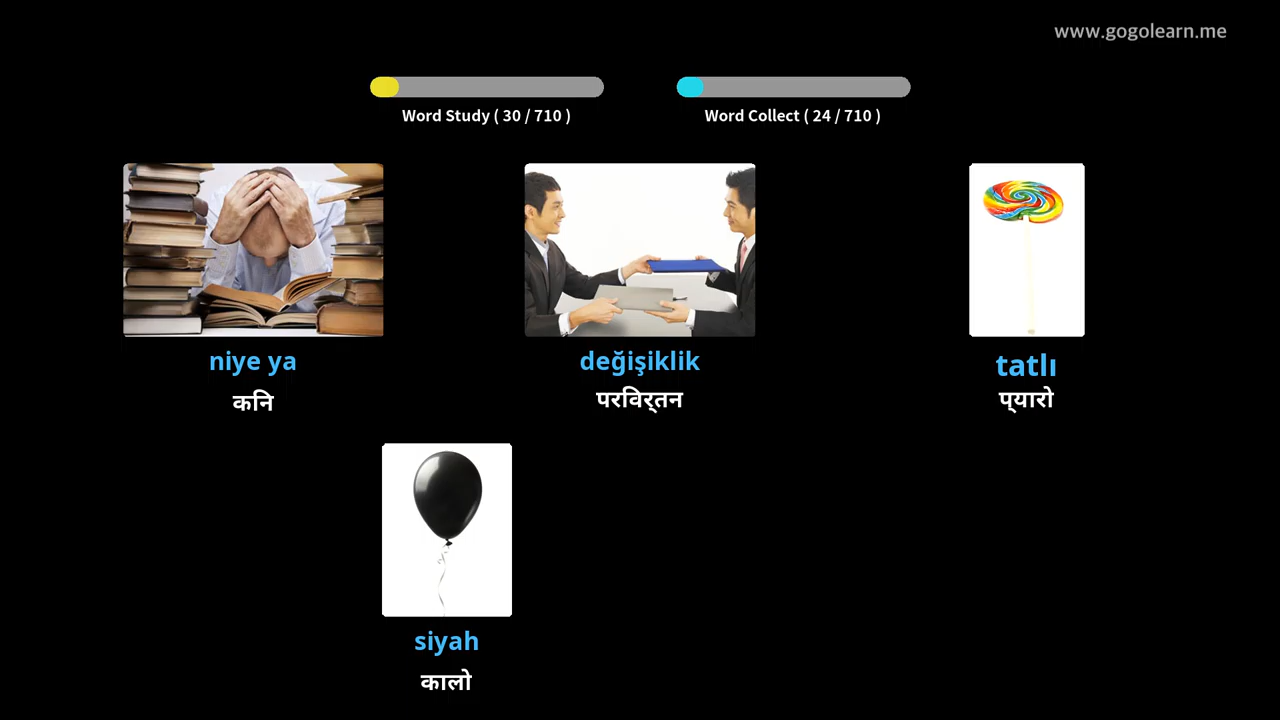 www.gogolearn.me
Word Study ( 30 / 710 )
Word Collect ( 24 / 710 )
niye ya
değişiklik
tatlı
कनि
परविर्तन
प्यारो
siyah
कालो